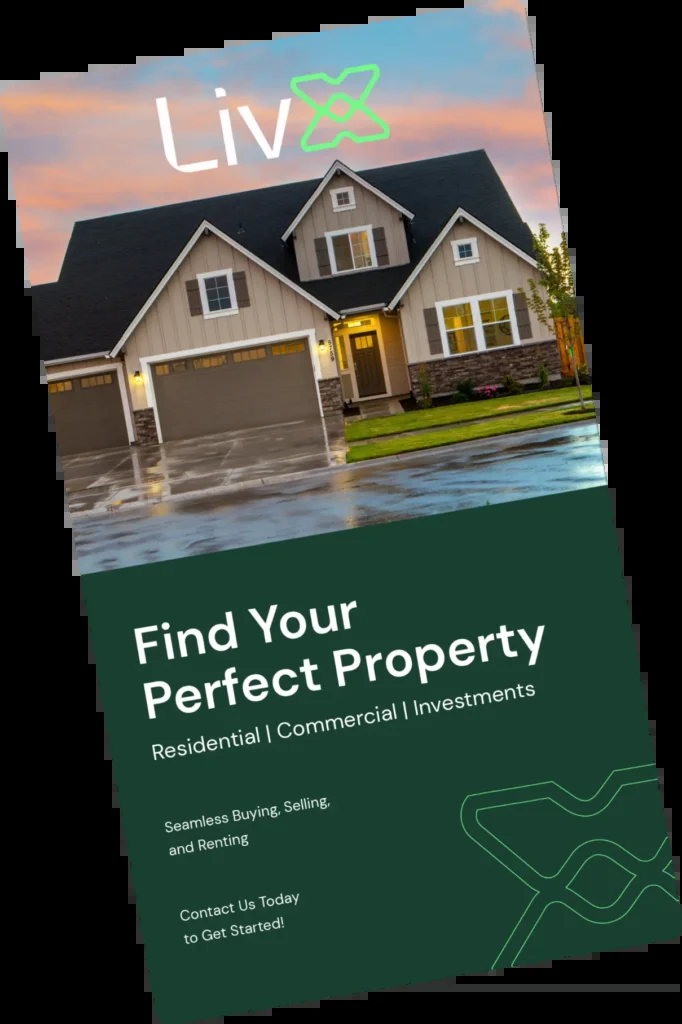 LivX
Find Your
Perfect Property
Residential | Commercial | Investments
Seamless Buying, Selling,
and Renting
Contact Us Today
to Get Started!